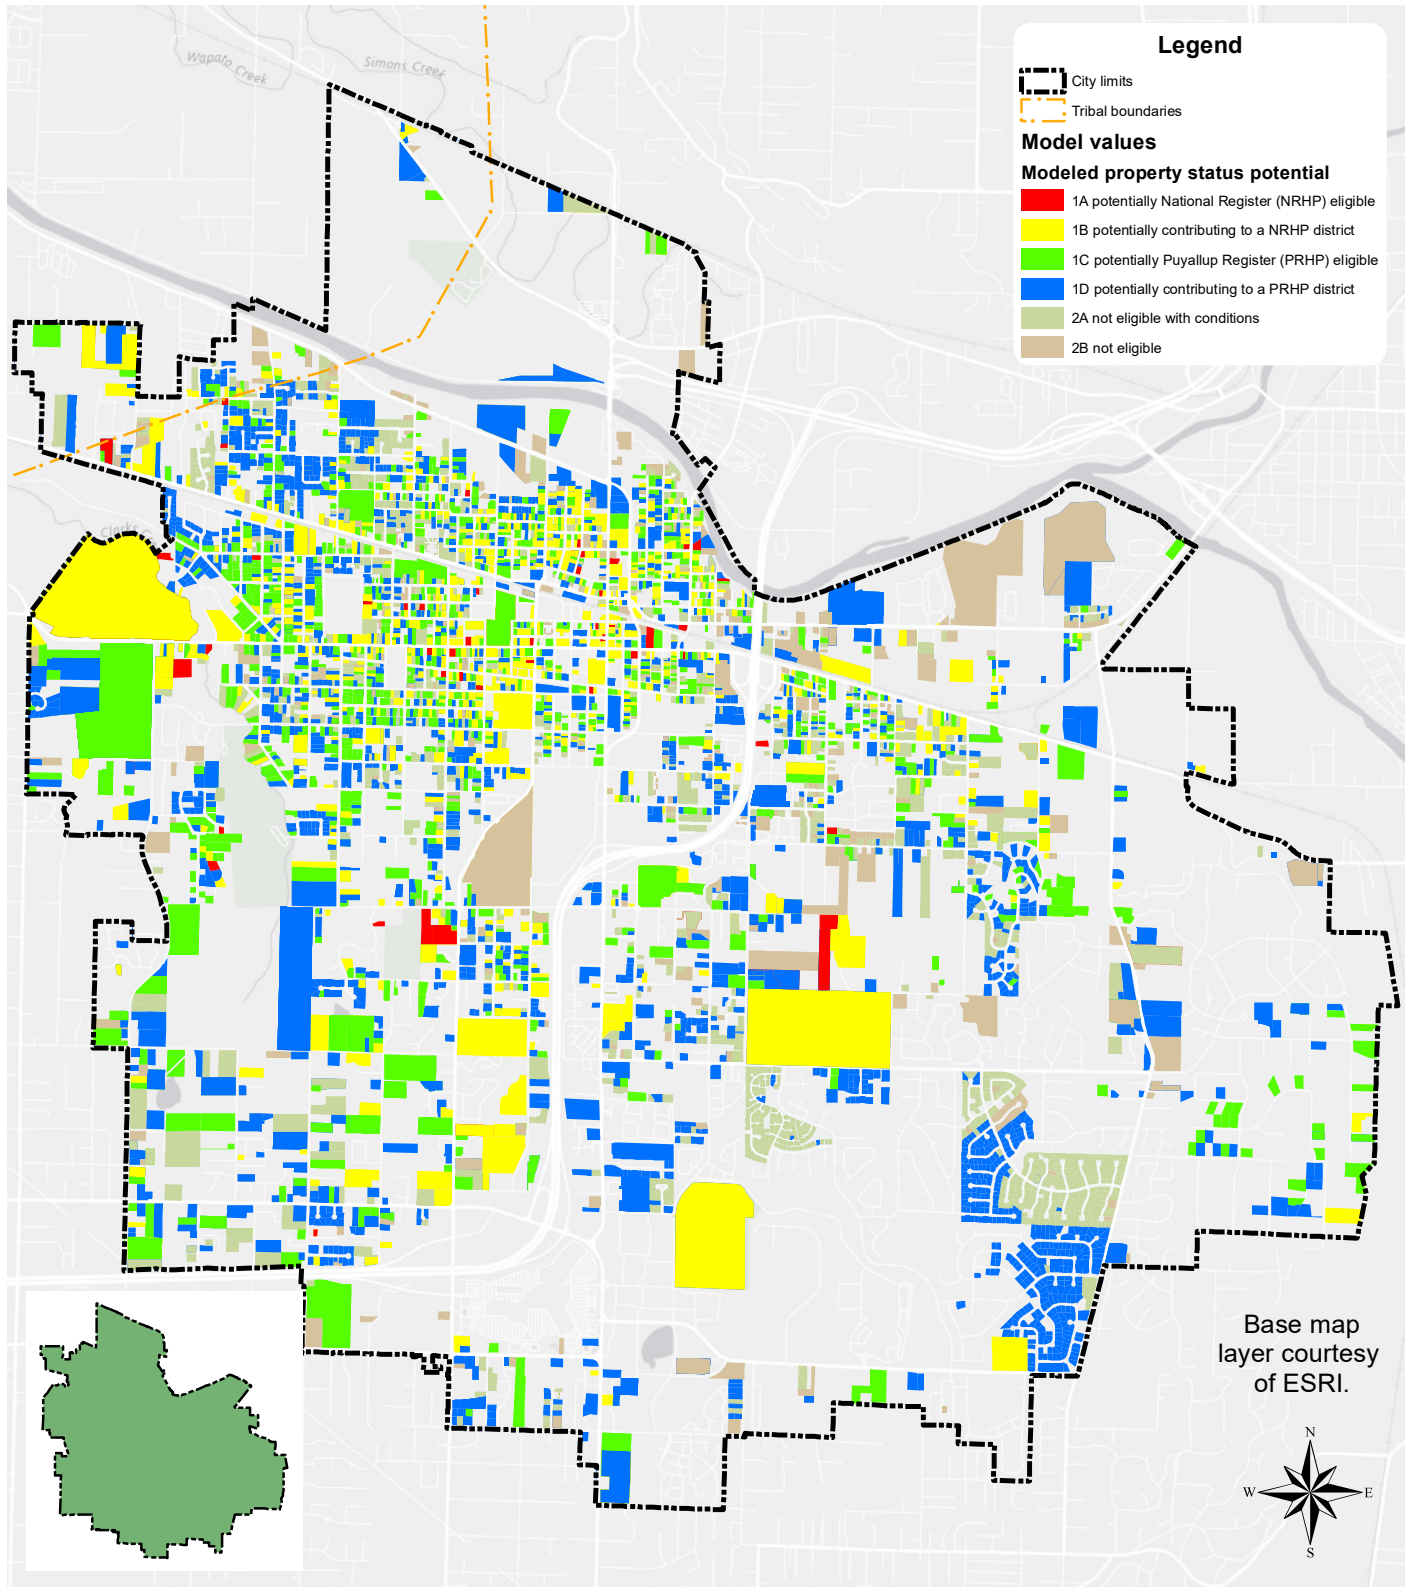 Wapato Creek
Simons Creek
Legend
City limits
Tribal boundaries
Model values
Modeled property status potential
1A potentially National Register (NRHP) eligible
1B potentially contributing to a NRHP district
1C potentially Puyallup Register (PRHP) eligible
1D potentially contributing to a PRHP district
2A not eligible with conditions
2B not eligible
Clarks
Base map
layer courtesy
of ESRI.
N
W
E
S